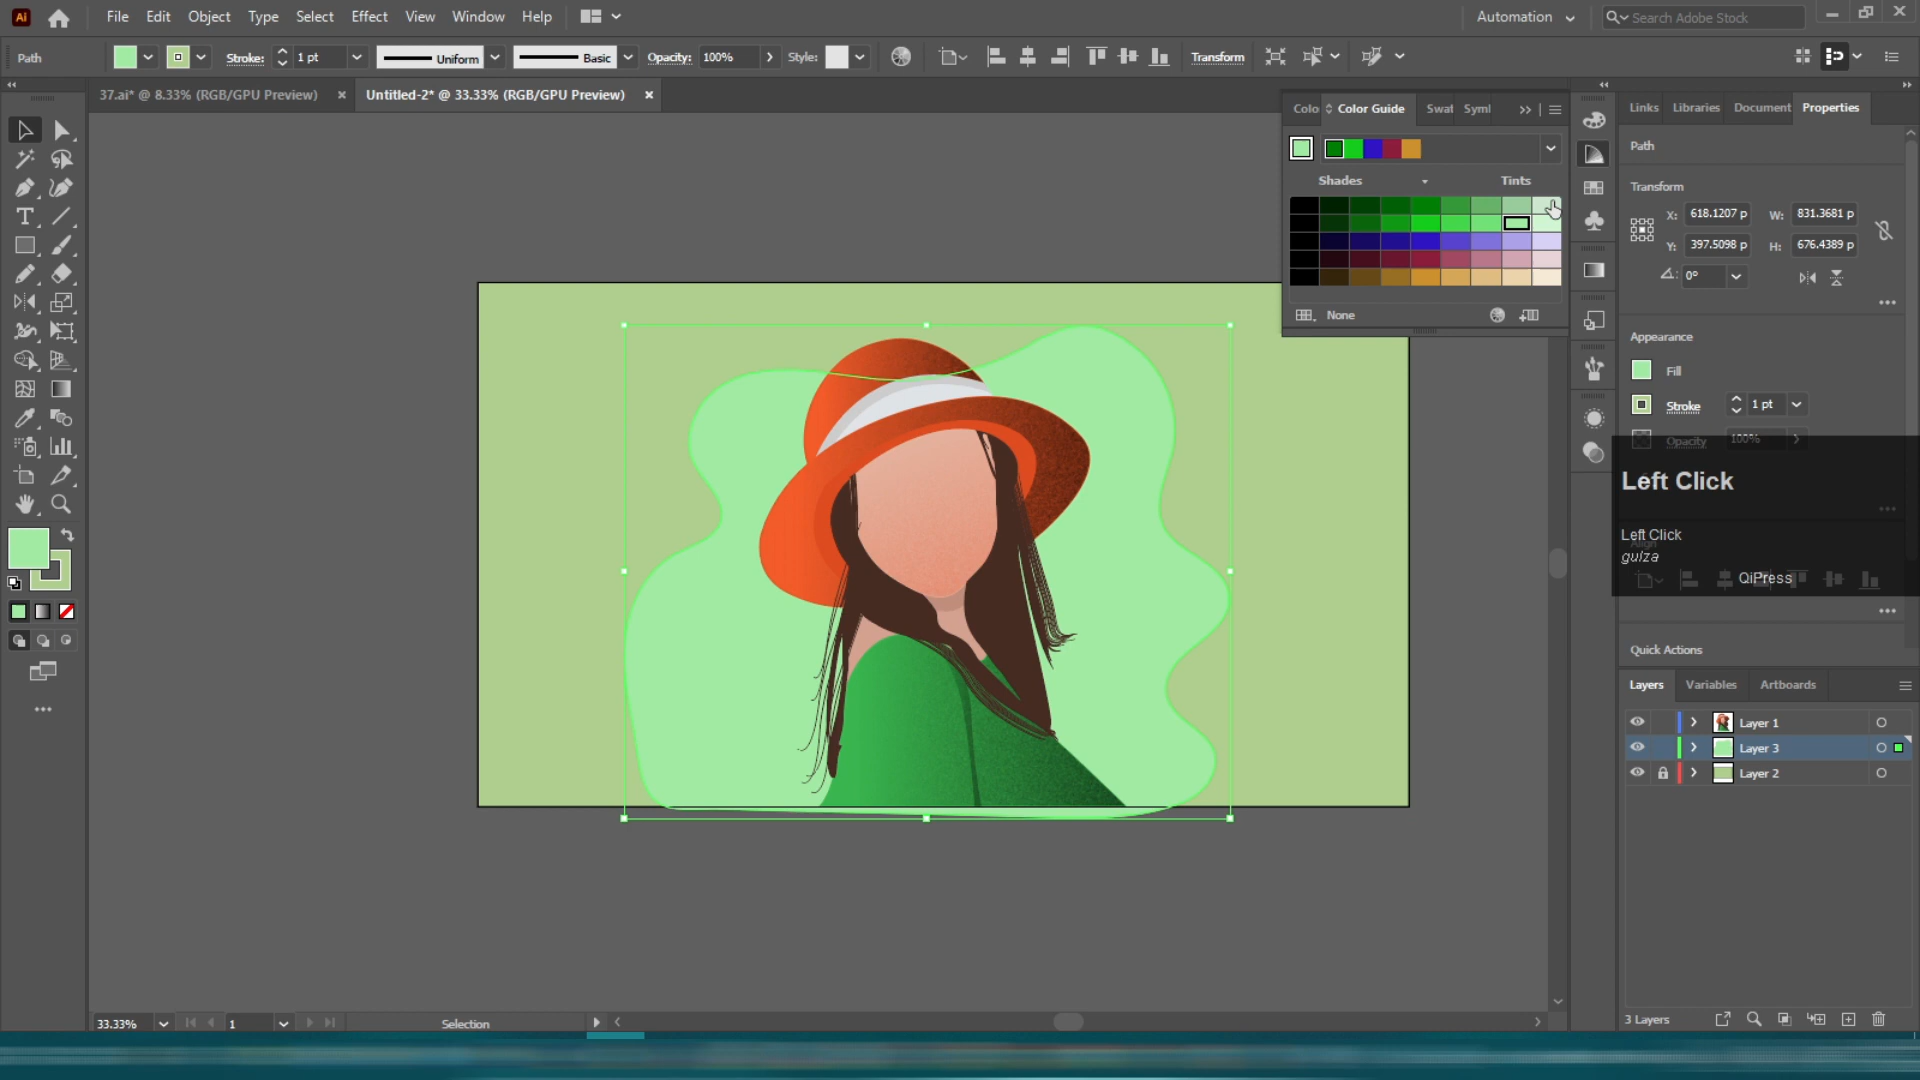 Ai File Edit Object Type Select Effect View Window Help Automation Search Adobe Stock
Path Stroke: 1 pt Uniform Basic Opacity: 100% Style: Transform
37.ai* @ 8.33% (RGB/GPU Preview) × Untitled-2* @ 33.33% (RGB/GPU Preview) ×
Colo Color Guide Swat Symb
Shades Tints
None
Links Libraries Document Properties
Path
Transform
X: 618.1207 p W: 831.3681 p
Y: 397.5098 p H: 676.4389 p
0°
Appearance
Fill
Stroke 1 pt
Opacity 100%
Left Click
Left Click
guíza
Align
QiPress
Quick Actions
Layers Variables Artboards
Layer 1
Layer 3
Layer 2
3 Layers
33.33% 1 Selection